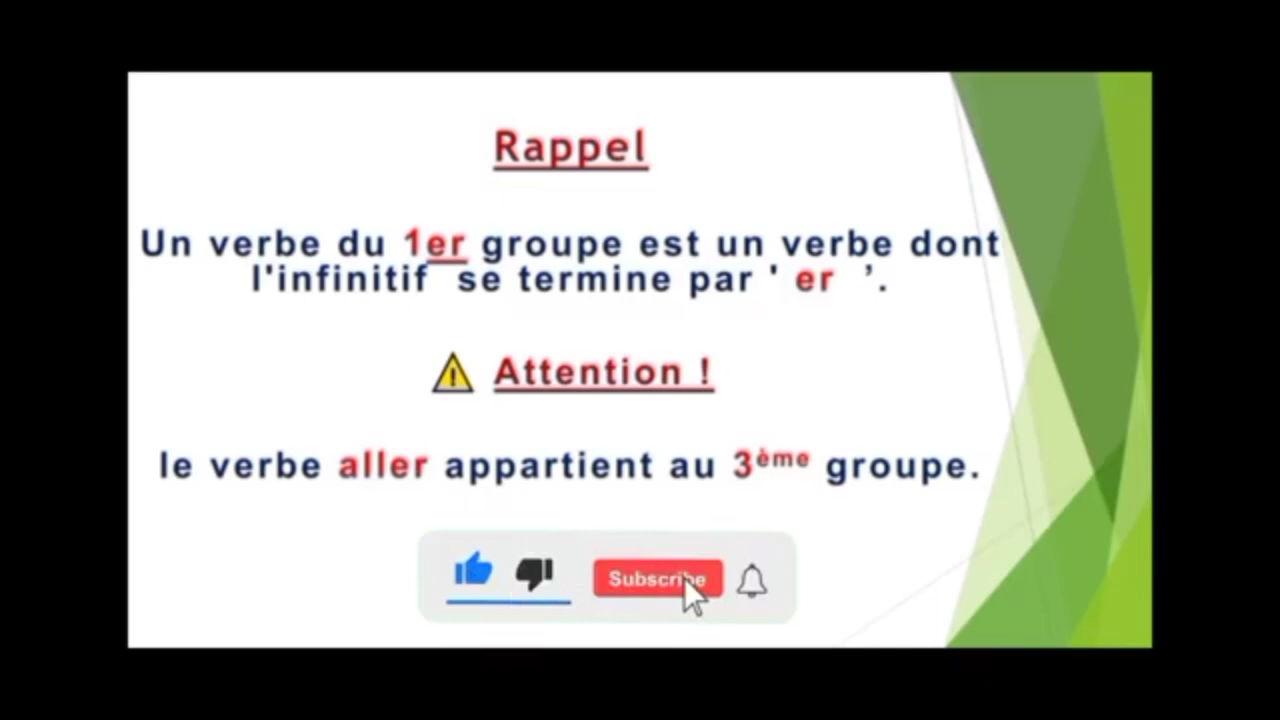 Rappel
Un verbe du 1er groupe est un verbe dont
l'infinitif se termine par ' er ’.
Attention !
le verbe aller appartient au 3ème groupe.
Subscribe